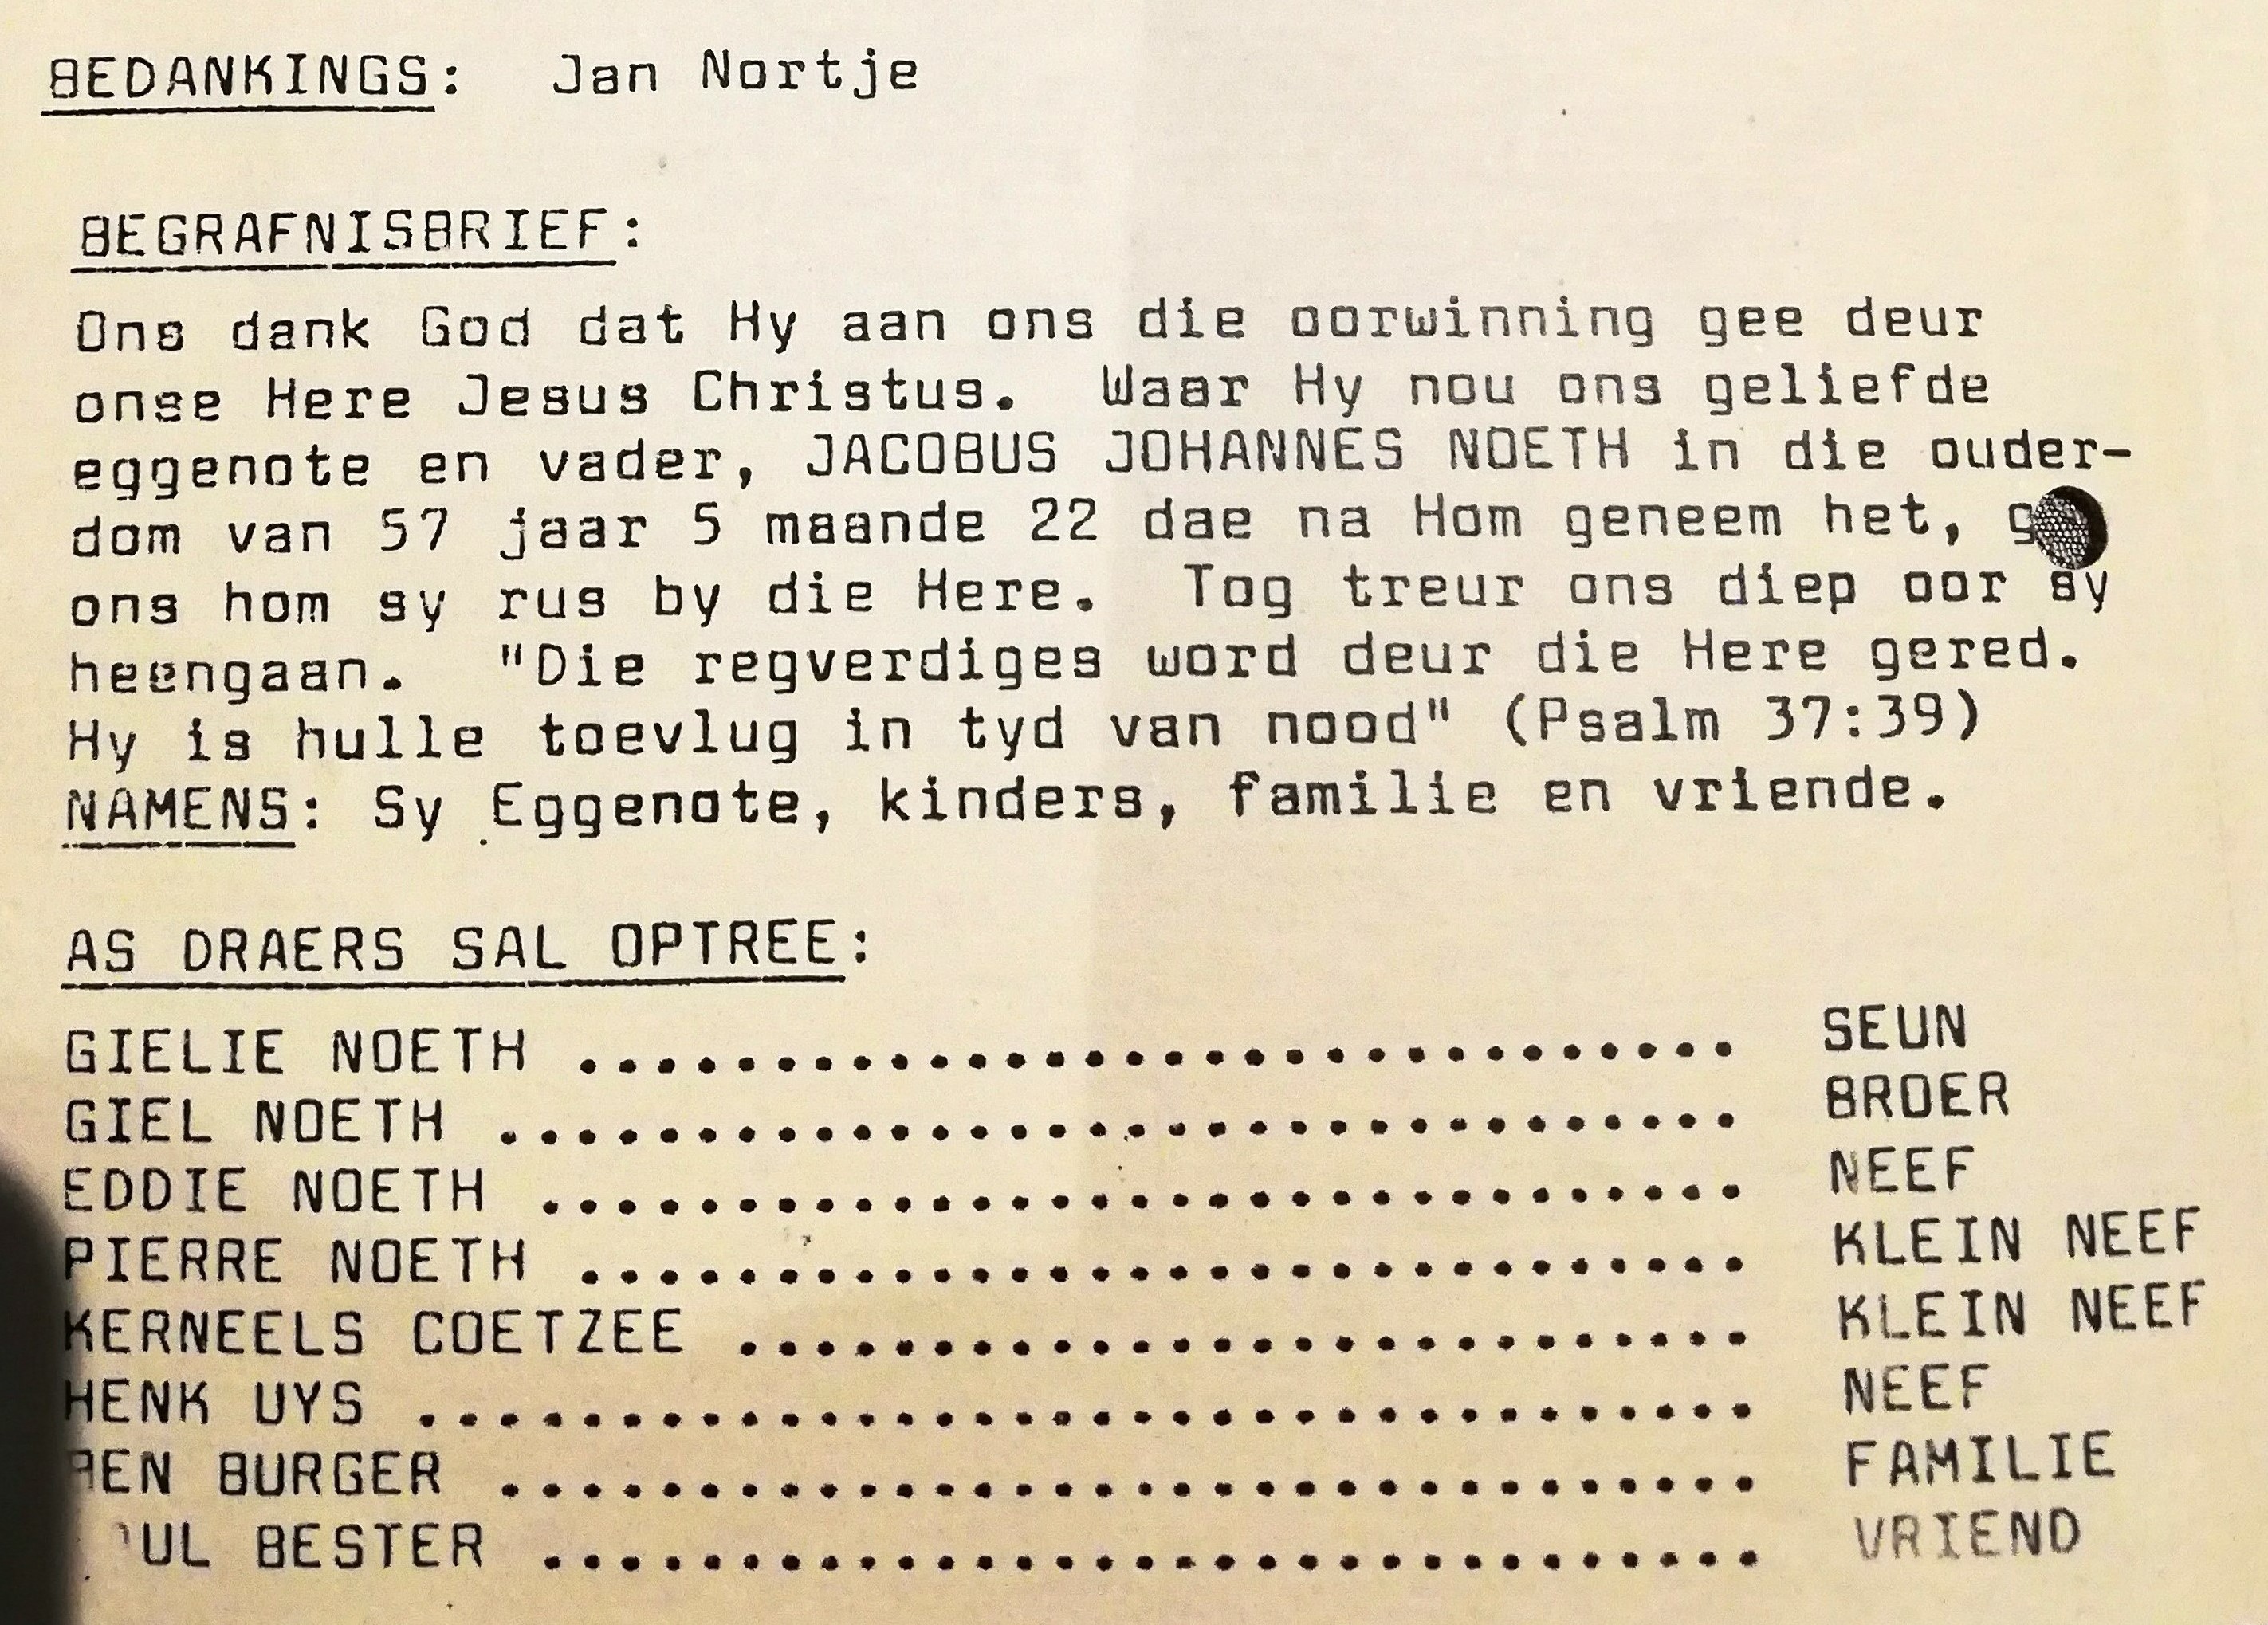 BEDANKINGS: Jan Nortje
BEGRAFNISBRIEF:
Ons dank God dat Hy aan ons die oorwinning gee deur
onse Here Jesus Christus. Waar Hy nou ons geliefde
eggenote en vader, JACOBUS JOHANNES NOETH in die ouder-
dom van 57 jaar 5 maande 22 dae na Hom geneem het,
ons hom sy rus by die Here. Tog treur ons diep oor sy
heengaan. "Die regverdiges word deur die Here gered.
Hy is hulle toevlug in tyd van nood" (Psalm 37:39)
NAMENS: Sy Eggenote, kinders, familie en vriende.
AS DRAERS SAL OPTREE:
GIELIE NOETH .............................. SEUN
GIEL NOETH ................................ BROER
EDDIE NOETH ............................... NEEF
PIERRE NOETH .............................. KLEIN NEEF
KERNEELS COETZEE .......................... KLEIN NEEF
HENK UYS .................................. NEEF
BURGER ................................ FAMILIE
BESTER ............................... VRIEND